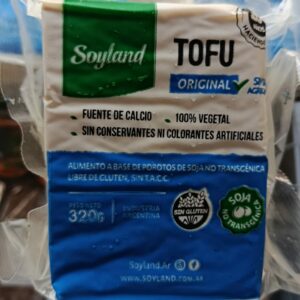 Soyland
TOFU
ORIGINAL
FUENTE DE CALCIO
100% VEGETAL
SIN CONSERVANTES NI COLORANTES ARTIFICIALES
ALIMENTO A BASE DE POROTOS DE SOJA NO TRANSGÉNICA
LIBRE DE GLUTEN, SIN T.A.C.C.
PESO NETO
320g
INDUSTRIA
ARGENTINA
SIN GLUTEN
SOJA
NO TRANSGÉNICA
Soyland.Ar
WWW.SOYLAND.COM.AR